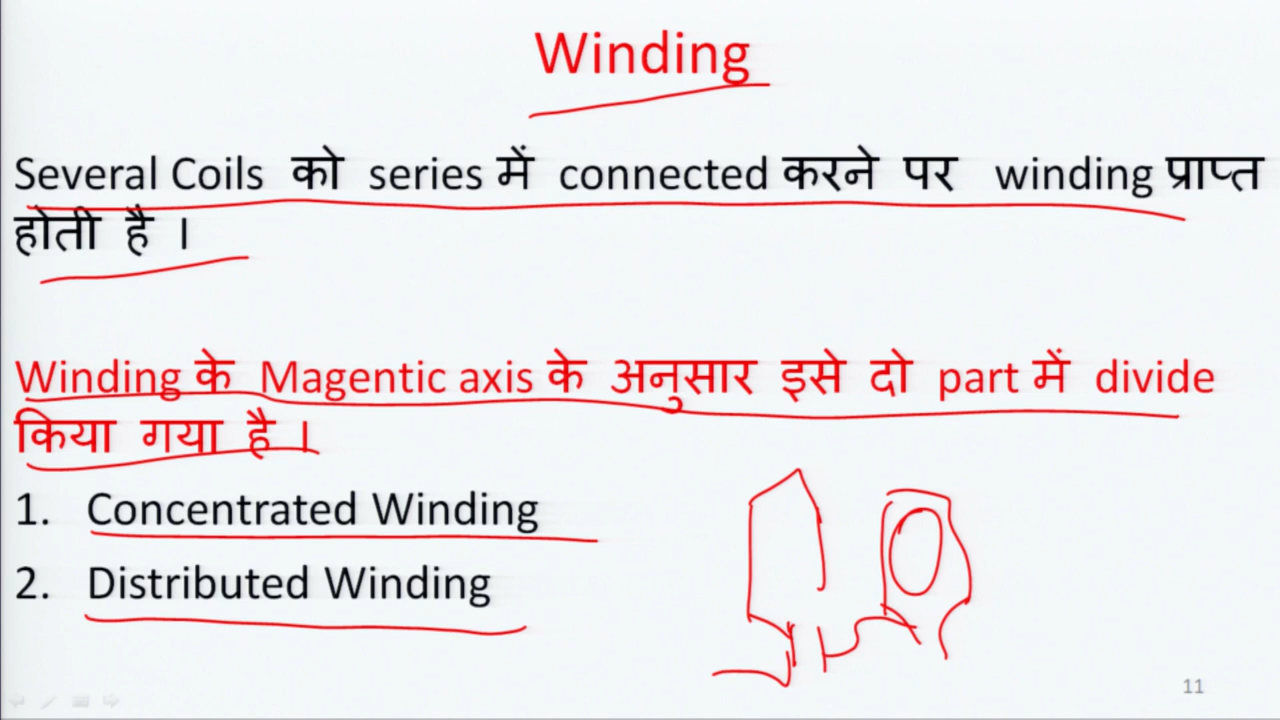 Winding
Several Coils को series में connected करने पर winding प्राप्त
होती है ।
Winding के Magentic axis के अनुसार इसे दो part में divide
किया गया है ।
1. Concentrated Winding
2. Distributed Winding
11